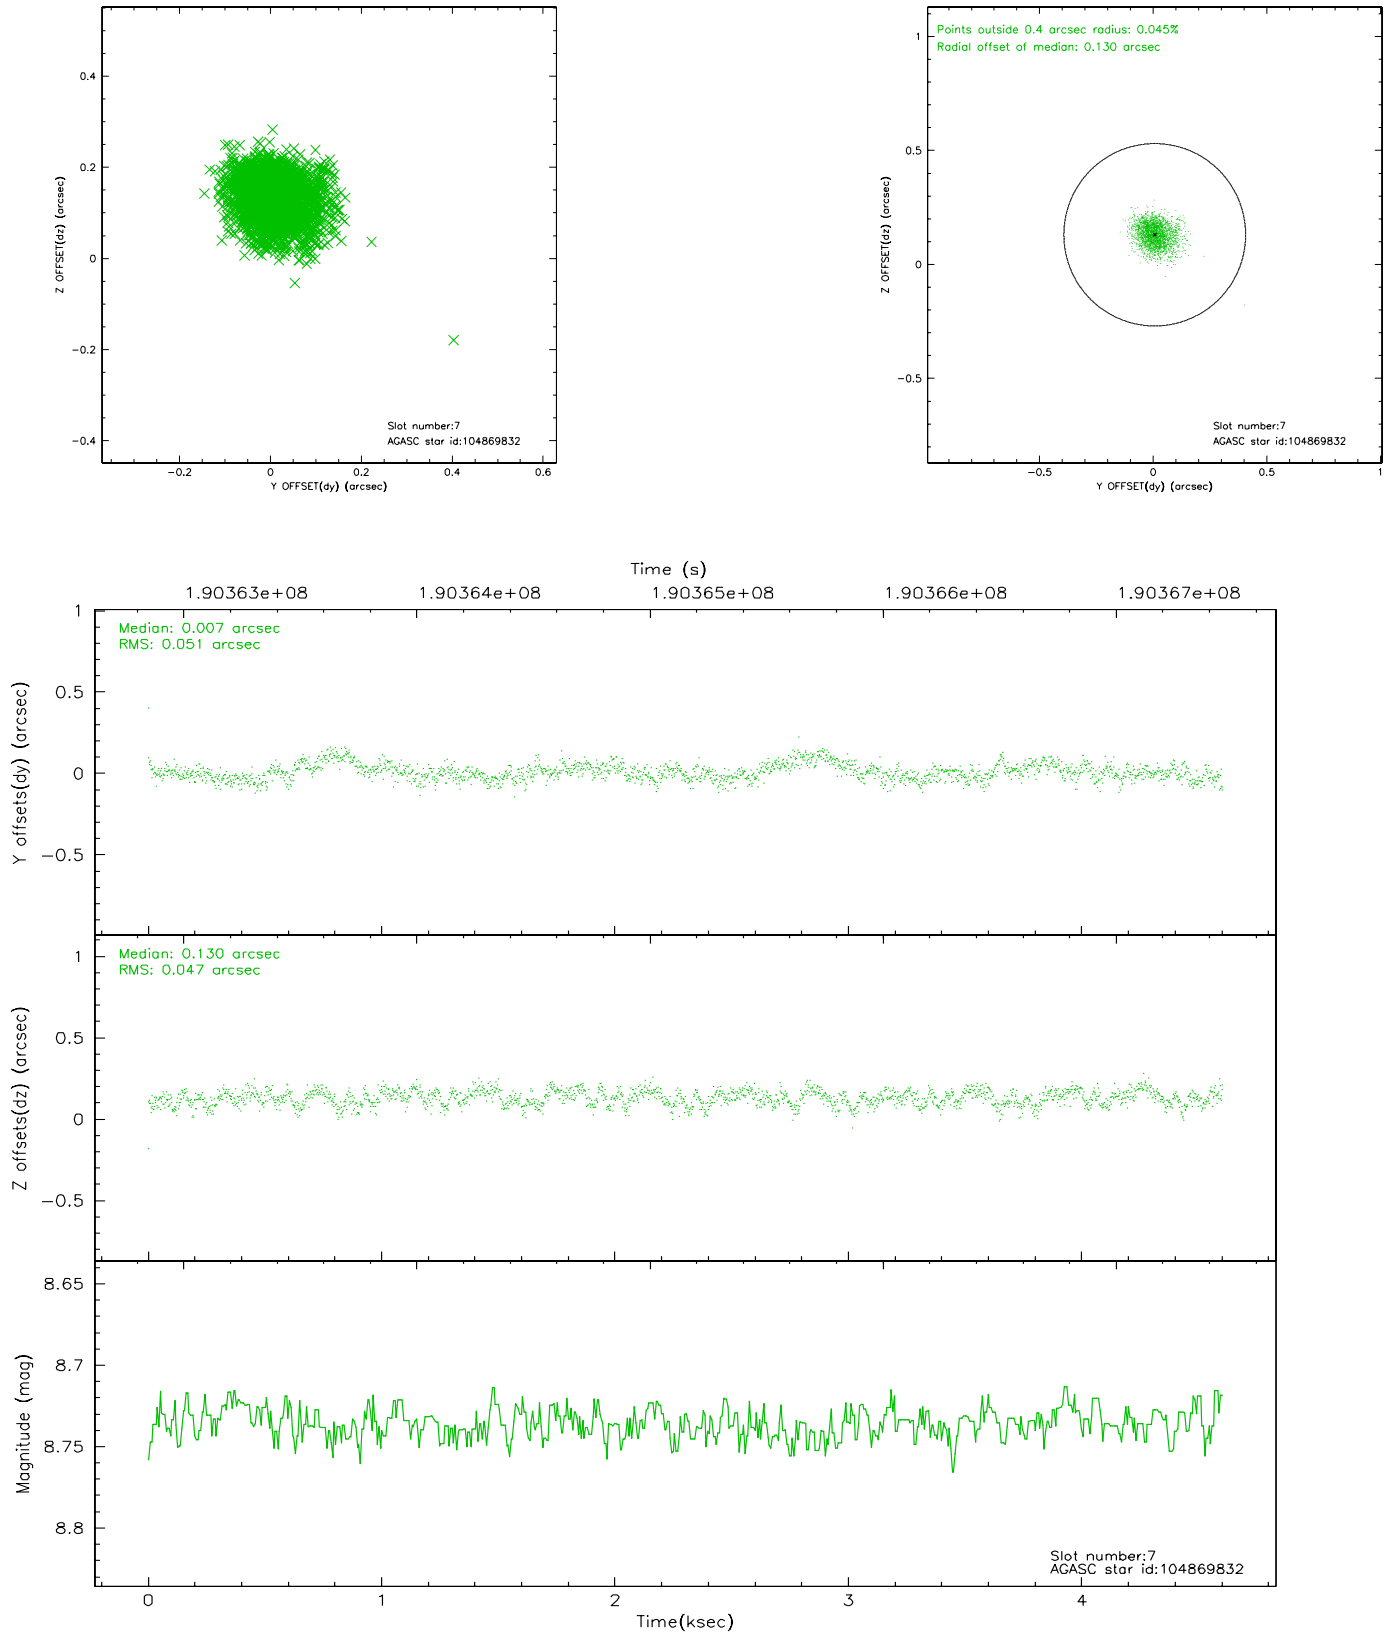 Points outside 0.4 arcsec radius: 0.045%
Radial offset of median: 0.130 arcsec
0.4
0.2
0
−0.2
−0.4
Z OFFSET(dz) (arcsec)
−0.2 0 0.2 0.4 0.6
Y OFFSET(dy) (arcsec)
Slot number:7
AGASC star id:104869832
1
0.5
0
−0.5
Z OFFSET(dz) (arcsec)
−0.5 0 0.5 1
Y OFFSET(dy) (arcsec)
Slot number:7
AGASC star id:104869832
Time (s)
1.90363e+08 1.90364e+08 1.90365e+08 1.90366e+08 1.90367e+08
Median: 0.007 arcsec
RMS: 0.051 arcsec
1
0.5
0
−0.5
Y offsets(dy) (arcsec)
Median: 0.130 arcsec
RMS: 0.047 arcsec
1
0.5
0
−0.5
Z offsets(dz) (arcsec)
8.65
8.7
8.75
8.8
Magnitude (mag)
Slot number:7
AGASC star id:104869832
0 1 2 3 4
Time(ksec)